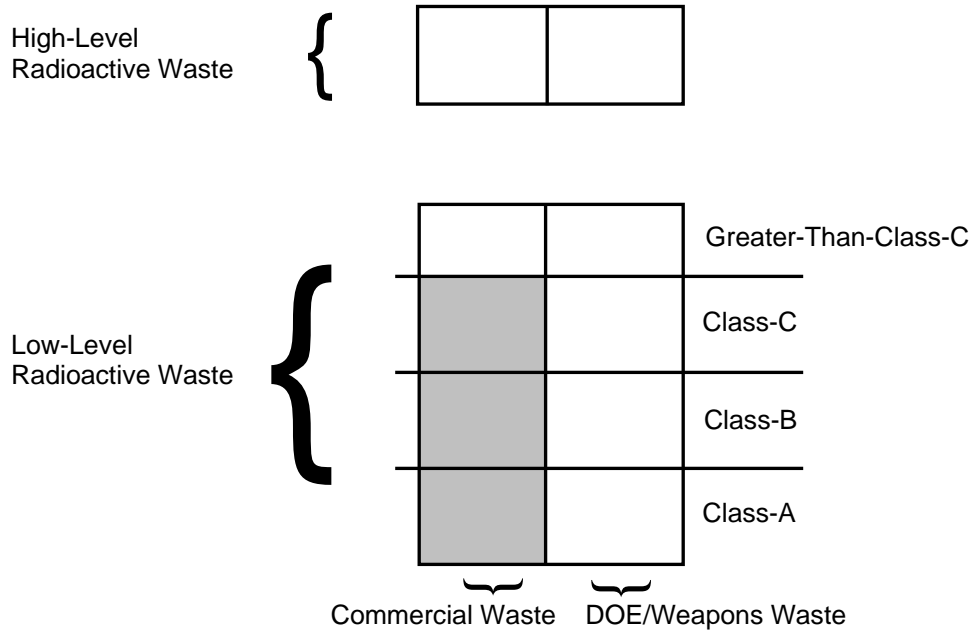 High-Level
Radioactive Waste
Greater-Than-Class-C
Class-C
Low-Level
Radioactive Waste
Class-B
Class-A
Commercial Waste
DOE/Weapons Waste